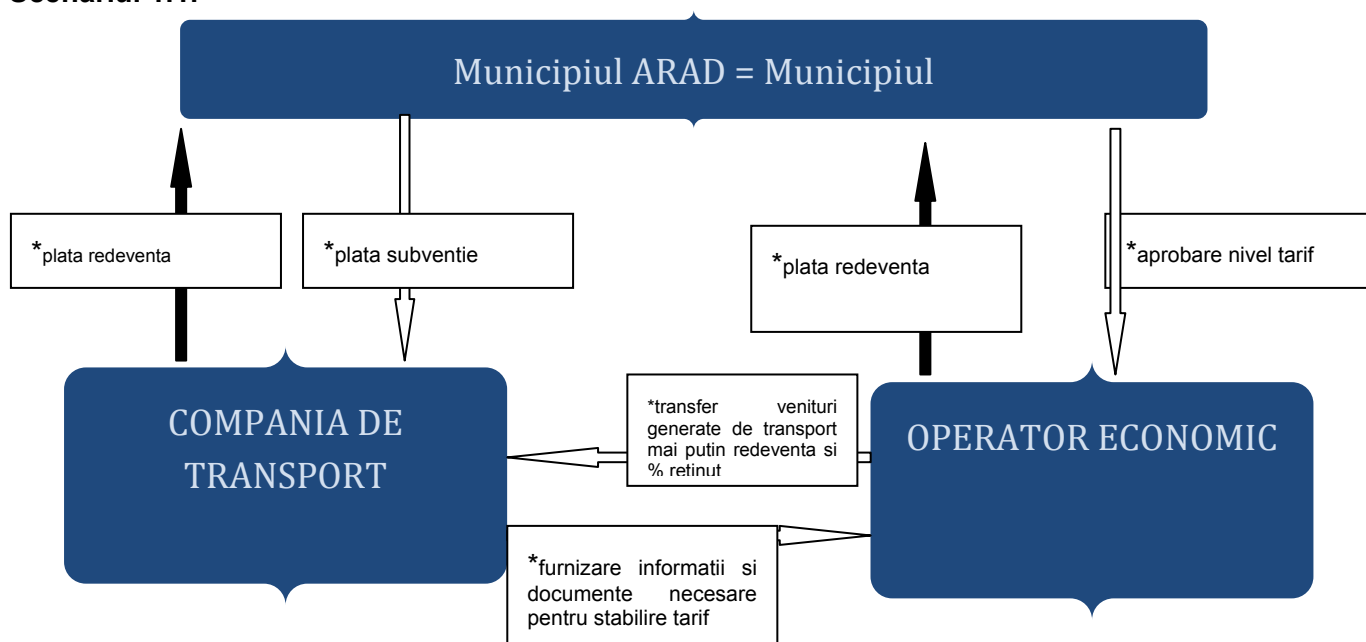 Municipiul ARAD = Municipiul
*plata redeventa
*plata subventie
*plata redeventa
*aprobare nivel tarif
COMPANIA DE
TRANSPORT
*transfer venituri
generate de transport
mai putin redeventa si
% retinut
OPERATOR ECONOMIC
*furnizare informatii si
documente necesare
pentru stabilire tarif